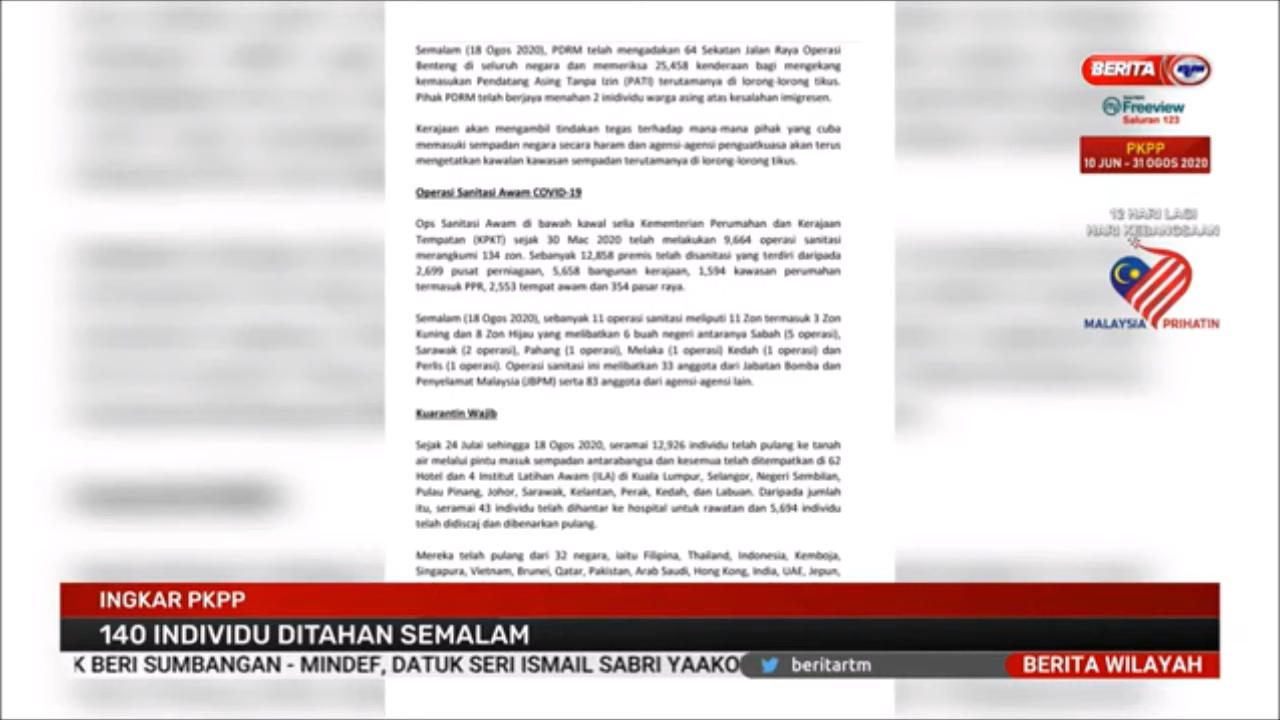 Semalam (18 Ogos 2020), PDRM telah mengadakan 64 Sekatan Jalan Raya Operasi
Benteng di seluruh negara dan memeriksa 25,458 kenderaan bagi mengekang
kemasukan Pendatang Asing Tanpa Izin (PATI) terutamanya di lorong-lorong tikus.
Pihak PDRM telah berjaya menahan 2 inidividu warga asing atas kesalahan imigresen.
Kerajaan akan mengambil tindakan tegas terhadap mana-mana pihak yang cuba
memasuki sempadan negara secara haram dan agensi-agensi penguatkuasa akan terus
mengetatkan kawalan kawasan sempadan terutamanya di lorong-lorong tikus.
Operasi Sanitasi Awam COVID-19
Ops Sanitasi Awam di bawah kawal selia Kementerian Perumahan dan Kerajaan
Tempatan (KPKT) sejak 30 Mac 2020 telah melakukan 9,664 operasi sanitasi
merangkumi 134 zon. Sebanyak 12,858 premis telah disanitasi yang terdiri daripada
2,699 pusat perniagaan, 5,658 bangunan kerajaan, 1,594 kawasan perumahan
termasuk PPR, 2,553 tempat awam dan 354 pasar raya.
Semalam (18 Ogos 2020), sebanyak 11 operasi sanitasi meliputi 11 Zon termasuk 3 Zon
Kuning dan 8 Zon Hijau yang melibatkan 6 buah negeri antaranya Sabah (5 operasi),
Sarawak (2 operasi), Pahang (1 operasi), Melaka (1 operasi) Kedah (1 operasi) dan
Perlis (1 operasi). Operasi sanitasi ini melibatkan 33 anggota dari Jabatan Bomba dan
Penyelamat Malaysia (JBPM) serta 83 anggota dari agensi-agensi lain.
Kuarantin Wajib
Sejak 24 Julai sehingga 18 Ogos 2020, seramai 12,926 individu telah pulang ke tanah
air melalui pintu masuk sempadan antarabangsa dan kesemua telah ditempatkan di 62
Hotel dan 4 Institut Latihan Awam (ILA) di Kuala Lumpur, Selangor, Negeri Sembilan,
Pulau Pinang, Johor, Sarawak, Kelantan, Perak, Kedah, dan Labuan. Daripada jumlah
itu, seramai 43 individu telah dihantar ke hospital untuk rawatan dan 5,694 individu
telah didiscaj dan dibenarkan pulang.
Mereka telah pulang dari 32 negara, iaitu Filipina, Thailand, Indonesia, Kemboja,
Singapura, Vietnam, Brunei, Qatar, Pakistan, Arab Saudi, Hong Kong, India, UAE, Jepun,
BERITA rtm
Freeview
Saluran 123
PKPP
10 JUN - 31 OGOS 2020
12 HARI LAGI
HARI KEBANGSAAN
MALAYSIA PRIHATIN
INGKAR PKPP
140 INDIVIDU DITAHAN SEMALAM
K BERI SUMBANGAN - MINDEF, DATUK SERI ISMAIL SABRI YAAKO
beritartm
BERITA WILAYAH